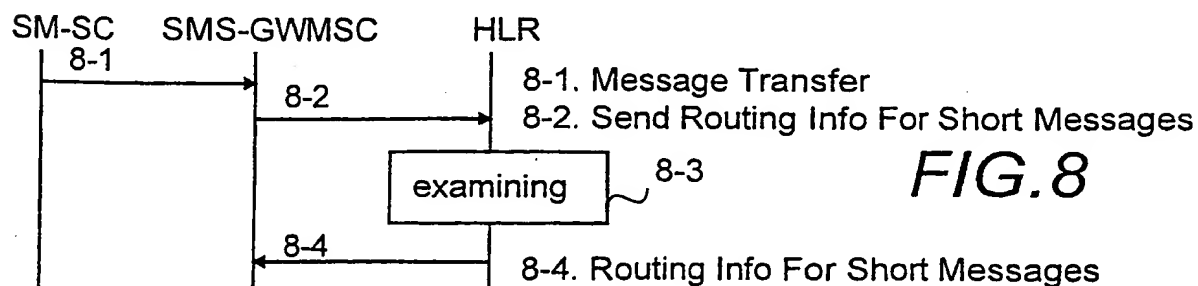 SM-SC SMS-GWMSC HLR
8-1
8-1. Message Transfer
8-2
8-2. Send Routing Info For Short Messages
examining
8-3
FIG.8
8-4
8-4. Routing Info For Short Messages